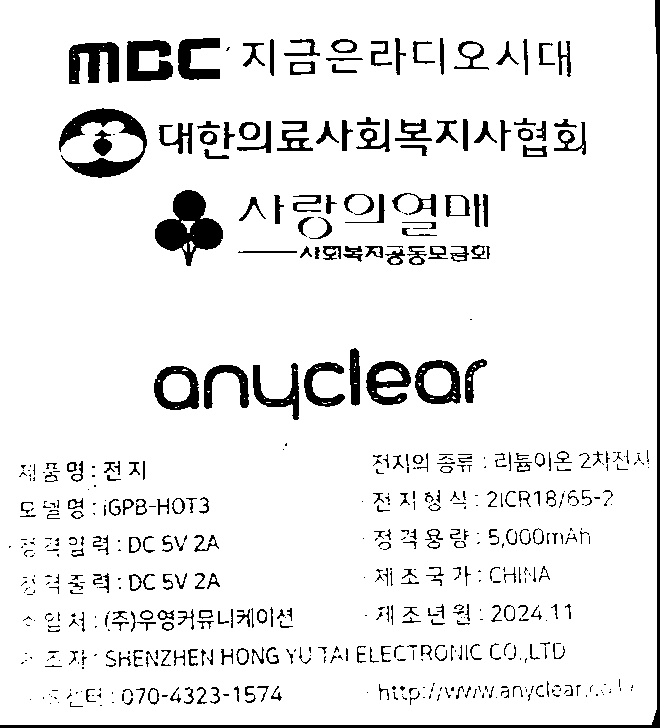 MBC 지금은라디오시대
대한의료사회복지사협회
사랑의열매
사회복지공동모금회
anyclear
제품명 : 전지
전지의 종류 : 리튬이온 2차전지
모델명 : iGPB-HOT3
전지형식 : 2ICR18/65-2
정격입력 : DC 5V 2A
정격용량 : 5,000mAh
정격출력 : DC 5V 2A
제조국가 : CHINA
수입처 : (주)우영커뮤니케이션
제조년월 : 2024.11
제조자 : SHENZHEN HONG YU TAI ELECTRONIC CO.,LTD
: 070-4323-1574